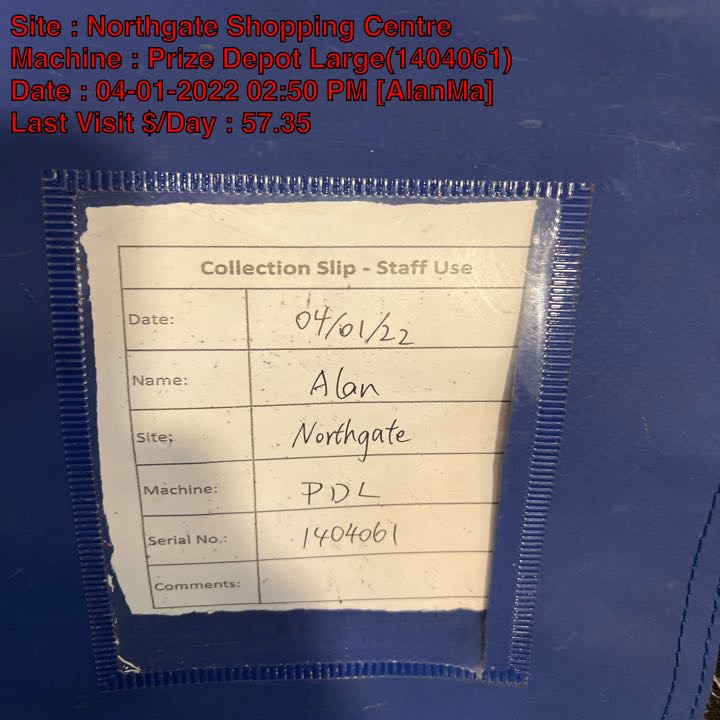 Site : Northgate Shopping Centre
Machine : Prize Depot Large(1404061)
Date : 04-01-2022 02:50 PM [AlanMa]
Last Visit $/Day : 57.35
Collection Slip - Staff Use
Date: 04/01/22
Name: Alan
Site: Northgate
Machine: PDL
Serial No.: 1404061
Comments: